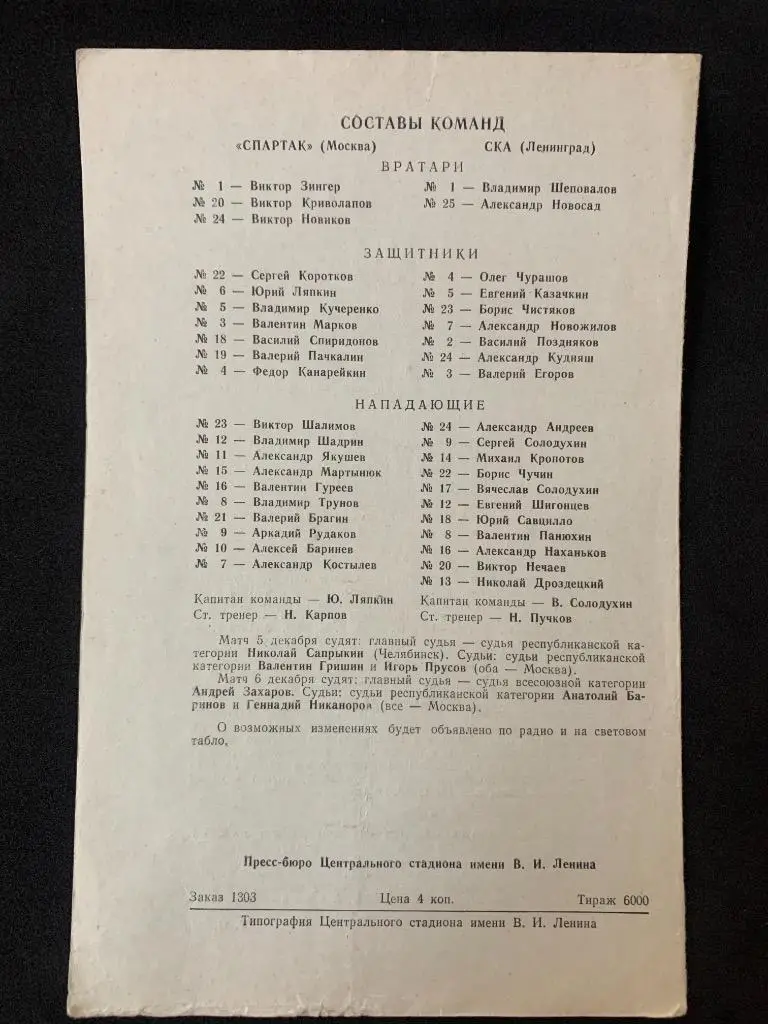 СОСТАВЫ КОМАНД
«СПАРТАК» (Москва) СКА (Ленинград)
ВРАТАРИ
№ 1 — Виктор Зингер № 1 — Владимир Шеповалов
№ 20 — Виктор Криволапов № 25 — Александр Новосад
№ 24 — Виктор Новиков
ЗАЩИТНИКИ
№ 22 — Сергей Коротков № 4 — Олег Чурашов
№ 6 — Юрий Ляпкин № 5 — Евгений Казачкин
№ 5 — Владимир Кучеренко № 23 — Борис Чистяков
№ 3 — Валентин Марков № 7 — Александр Новожилов
№ 18 — Василий Спиридонов № 2 — Василий Поздняков
№ 19 — Валерий Пачкалин № 24 — Александр Кудияш
№ 4 — Федор Канарейкин № 3 — Валерий Егоров
НАПАДАЮЩИЕ
№ 23 — Виктор Шалимов № 24 — Александр Андреев
№ 12 — Владимир Шадрин № 9 — Сергей Солодухин
№ 11 — Александр Якушев № 14 — Михаил Кропотов
№ 15 — Александр Мартынюк № 22 — Борис Чучин
№ 16 — Валентин Гуреев № 17 — Вячеслав Солодухин
№ 8 — Владимир Трунов № 12 — Евгений Шигонцев
№ 21 — Валерий Брагин № 18 — Юрий Савцилло
№ 9 — Аркадий Рудаков № 8 — Валентин Панюхин
№ 10 — Алексей Баринев № 16 — Александр Наханьков
№ 7 — Александр Костылев № 20 — Виктор Нечаев
№ 13 — Николай Дроздецкий
Капитан команды — Ю. Ляпкин Капитан команды — В. Солодухин
Ст. тренер — Н. Карпов Ст. тренер — Н. Пучков
Матч 5 декабря судят: главный судья — судья республиканской ка-
тегории Николай Сапрыкин (Челябинск). Судьи: судьи республиканской
категории Валентин Гришин и Игорь Прусов (оба — Москва).
Матч 6 декабря судят: главный судья — судья всесоюзной категории
Андрей Захаров. Судьи: судьи республиканской категории Анатолий Ба-
ринов и Геннадий Никаноров (все — Москва).
О возможных изменениях будет объявлено по радио и на световом
табло.
Пресс-бюро Центрального стадиона имени В. И. Ленина
Заказ 1303 Цена 4 коп. Тираж 6000
Типография Центрального стадиона имени В. И. Ленина